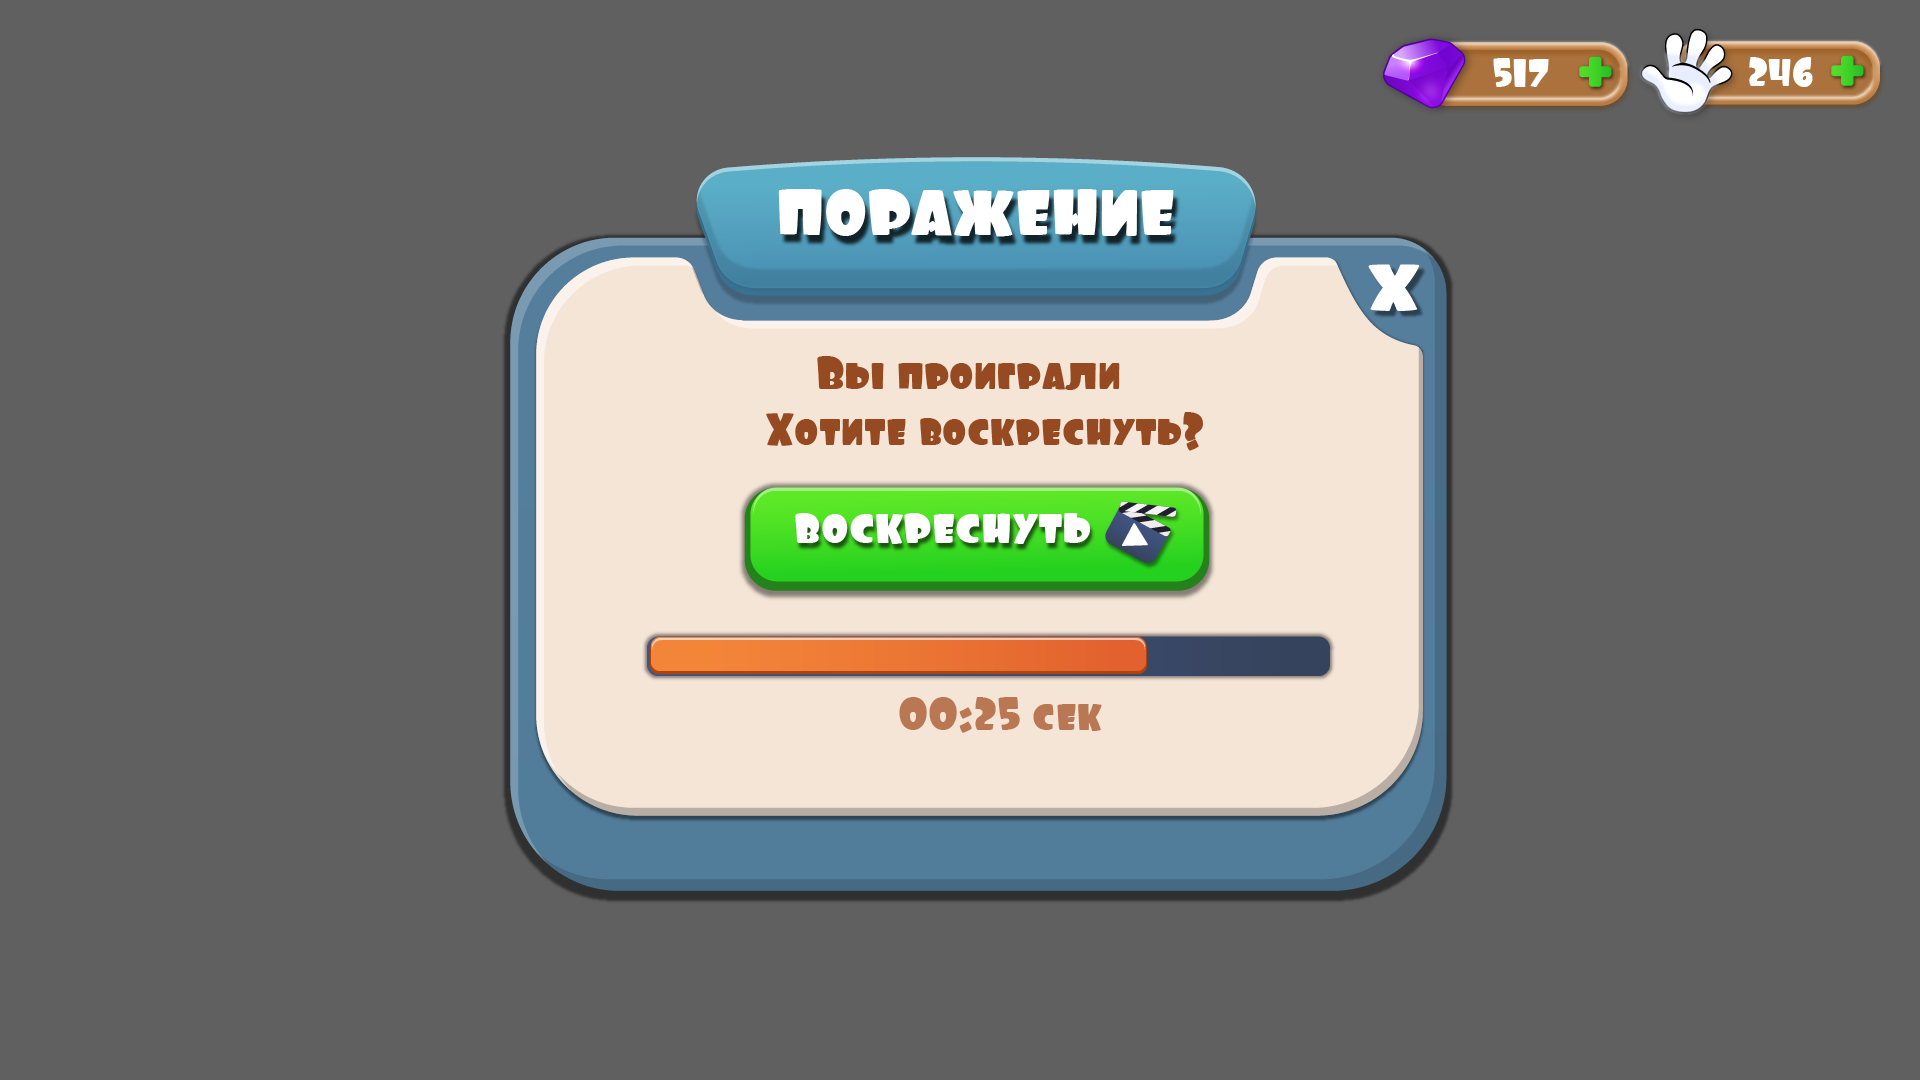 517
246
ПОРАЖЕНИЕ
X
Вы проиграли
Хотите воскреснуть?
ВОСКРЕСНУТЬ
00:25 сек